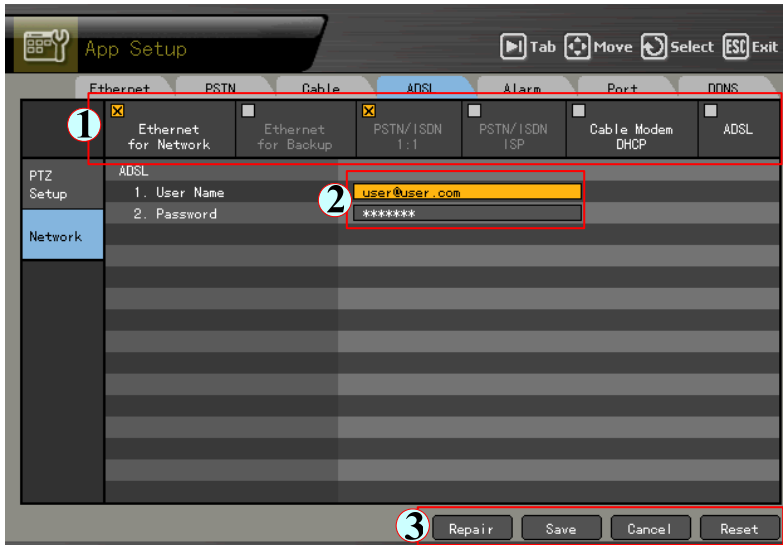 App Setup
Tab Move Select ESC Exit
Ethernet PSTN Cable ADSL Alarm Port DDNS
1
Ethernet for Network
Ethernet for Backup
PSTN/ISDN 1:1
PSTN/ISDN ISP
Cable Modem DHCP
ADSL
PTZ Setup
Network
ADSL
1. User Name
2
user@user.com
2. Password
*******
3
Repair Save Cancel Reset